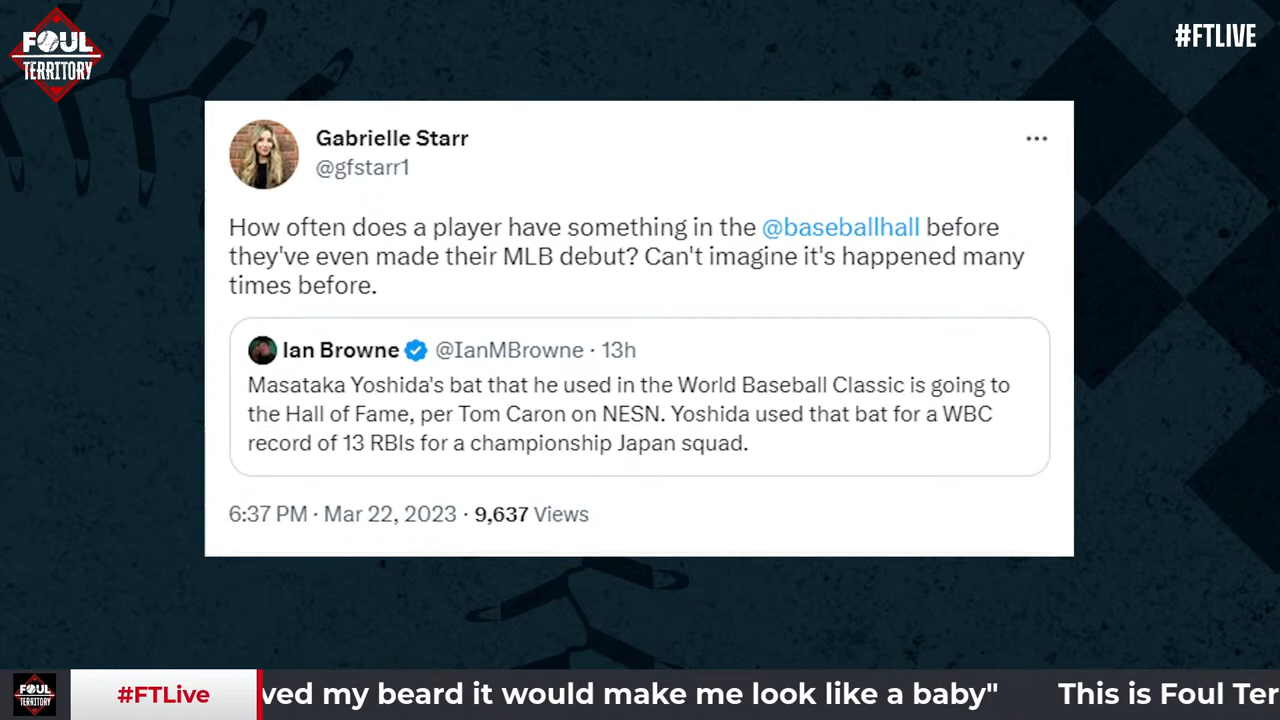 FOUL
TERRITORY
#FTLIVE
Gabrielle Starr
@gfstarr1
How often does a player have something in the @baseballhall before
they've even made their MLB debut? Can't imagine it's happened many
times before.
Ian Browne @IanMBrowne · 13h
Masataka Yoshida's bat that he used in the World Baseball Classic is going to
the Hall of Fame, per Tom Caron on NESN. Yoshida used that bat for a WBC
record of 13 RBIs for a championship Japan squad.
6:37 PM · Mar 22, 2023 · 9,637 Views
FOUL
TERRITORY
#FTLive
ved my beard it would make me look like a baby" This is Foul Ter